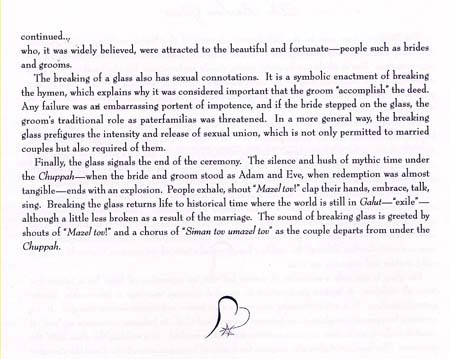 continued...
who, it was widely believed, were attracted to the beautiful and fortunate—people such as brides
and grooms.
The breaking of a glass also has sexual connotations. It is a symbolic enactment of breaking
the hymen, which explains why it was considered important that the groom "accomplish" the deed.
Any failure was an embarrassing portent of impotence, and if the bride stepped on the glass, the
groom's traditional role as paterfamilias was threatened. In a more general way, the breaking
glass prefigures the intensity and release of sexual union, which is not only permitted to married
couples but also required of them.
Finally, the glass signals the end of the ceremony. The silence and hush of mythic time under
the Chuppah—when the bride and groom stood as Adam and Eve, when redemption was almost
tangible—ends with an explosion. People exhale, shout "Mazel tov!" clap their hands, embrace, talk,
sing. Breaking the glass returns life to historical time where the world is still in Galut—"exile"—
although a little less broken as a result of the marriage. The sound of breaking glass is greeted by
shouts of "Mazel tov!" and a chorus of "Siman tov umazel tov" as the couple departs from under the
Chuppah.